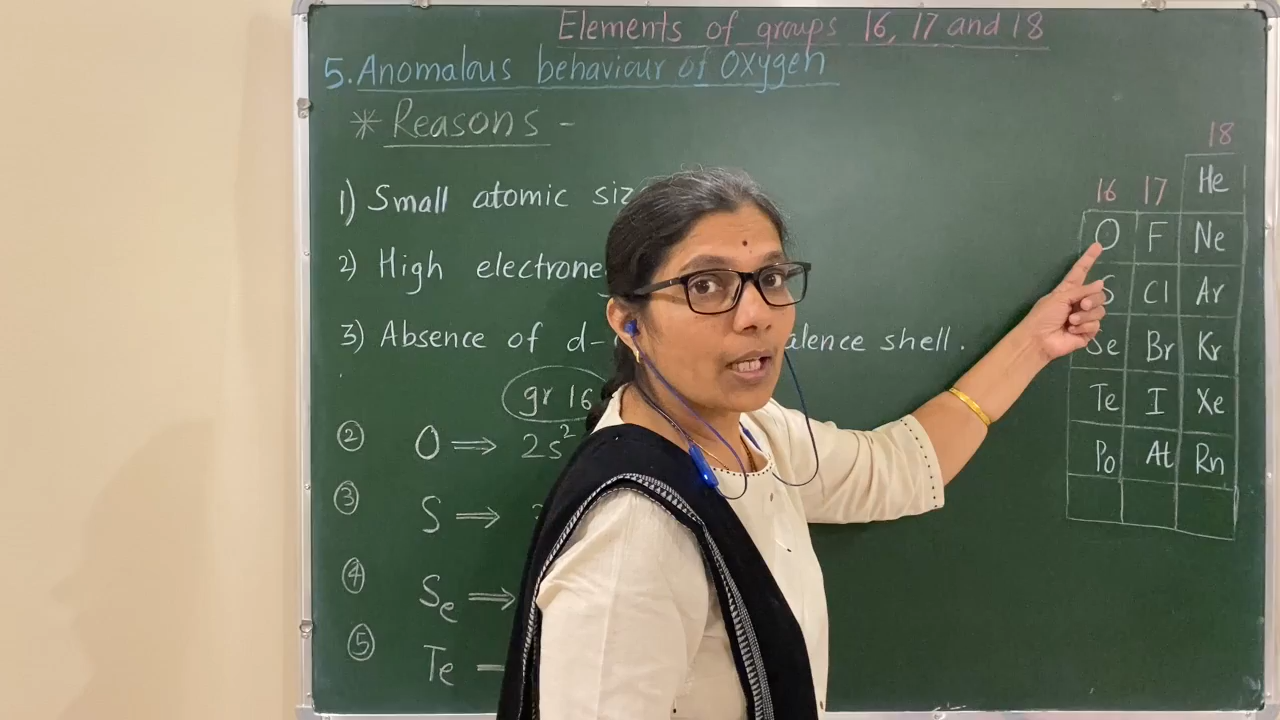 Elements of groups 16, 17 and 18
5. Anomalous behaviour of Oxygen
* Reasons -
1) Small atomic siz
2) High electrone
3) Absence of d- alence shell.
gr 16
② O ⟹ 2s²
③ S ⟹
④ Se ⟹
⑤ Te
18
16 17 He
O F Ne
S Cl Ar
Se Br Kr
Te I Xe
Po At Rn